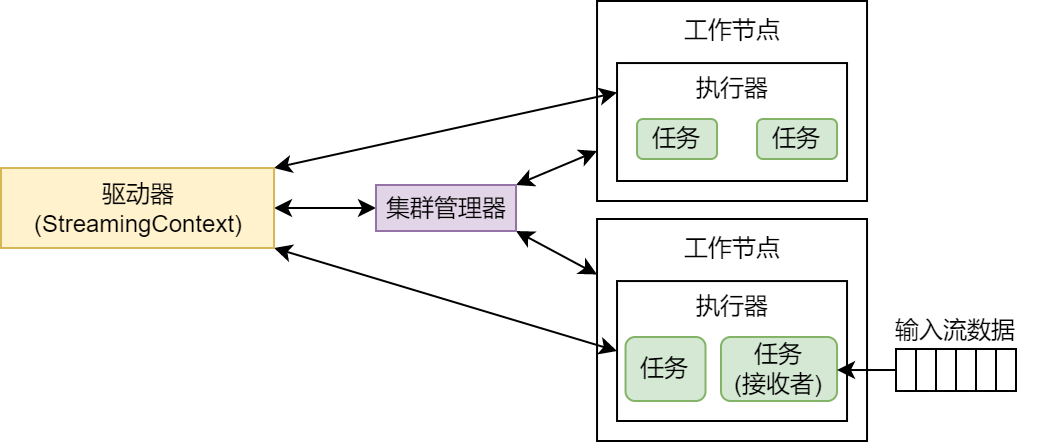 驱动器
(StreamingContext)
集群管理器
工作节点
执行器
任务
任务
工作节点
执行器
任务
任务
(接收者)
输入流数据